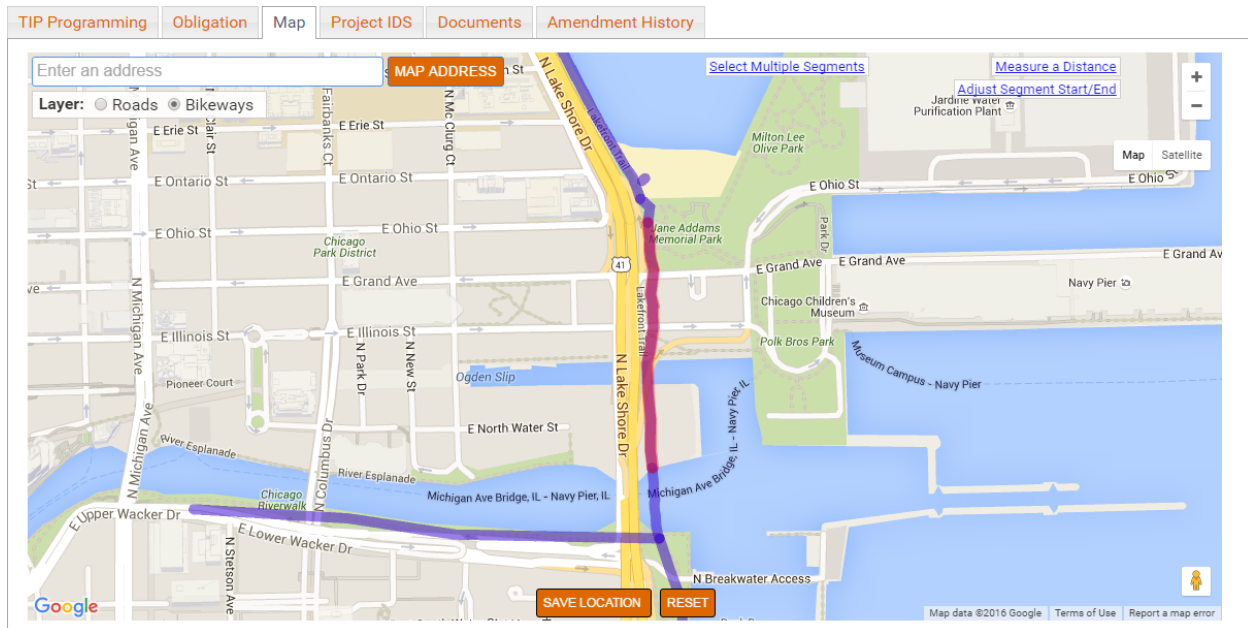 TIP Programming
Obligation
Map
Project IDS
Documents
Amendment History
Enter an address
MAP ADDRESS
Select Multiple Segments
Measure a Distance
Adjust Segment Start/End
Layer: Roads Bikeways
Map Satellite
+
−
Jardine Water
Purification Plant
Milton Lee
Olive Park
N Lake Shore Dr
Lakefront Trail
Fairbanks Ct
N Mc Clurg Ct
E Erie St
E Erie St
E Ontario St
E Ontario St
E Ohio St
E Ohio St
E Ohio St
E Ohio St
Park Dr
Jane Addams
Memorial Park
Chicago
Park District
41
E Grand Ave
E Grand Ave
E Grand Ave
E Grand Av
Navy Pier
Chicago Children's
Museum
Lakefront Trail
N Michigan Ave
E Illinois St
E Illinois St
N Park Dr
N New St
Polk Bros Park
Museum Campus - Navy Pier
Pioneer Court
Ogden Slip
N Lake Shore Dr
E North Water St
N Michigan Ave
N Columbus Dr
River Esplanade
River Esplanade
Chicago
Riverwalk
Michigan Ave Bridge, IL - Navy Pier, IL
Michigan Ave Bridge, IL - Navy Pier, IL
E Upper Wacker Dr
E Lower Wacker Dr
N Stetson Ave
N Breakwater Access
Google
SAVE LOCATION
RESET
Map data ©2016 Google
Terms of Use
Report a map error